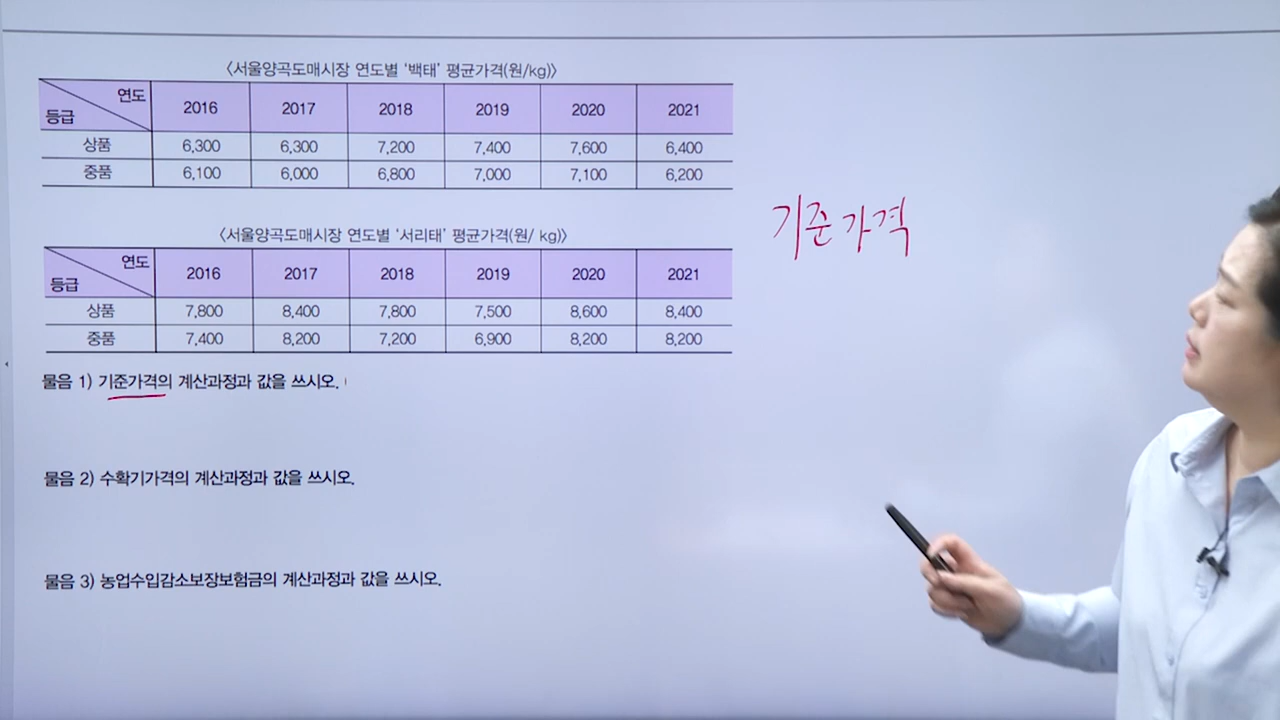 〈서울양곡도매시장 연도별 '백태' 평균가격(원/kg)〉
등급 연도 2016 2017 2018 2019 2020 2021
상품 6,300 6,300 7,200 7,400 7,600 6,400
중품 6,100 6,000 6,800 7,000 7,100 6,200
기준가격
〈서울양곡도매시장 연도별 '서리태' 평균가격(원/ kg)〉
등급 연도 2016 2017 2018 2019 2020 2021
상품 7,800 8,400 7,800 7,500 8,600 8,400
중품 7,400 8,200 7,200 6,900 8,200 8,200
물음 1) 기준가격의 계산과정과 값을 쓰시오.
물음 2) 수확기가격의 계산과정과 값을 쓰시오.
물음 3) 농업수입감소보장보험금의 계산과정과 값을 쓰시오.